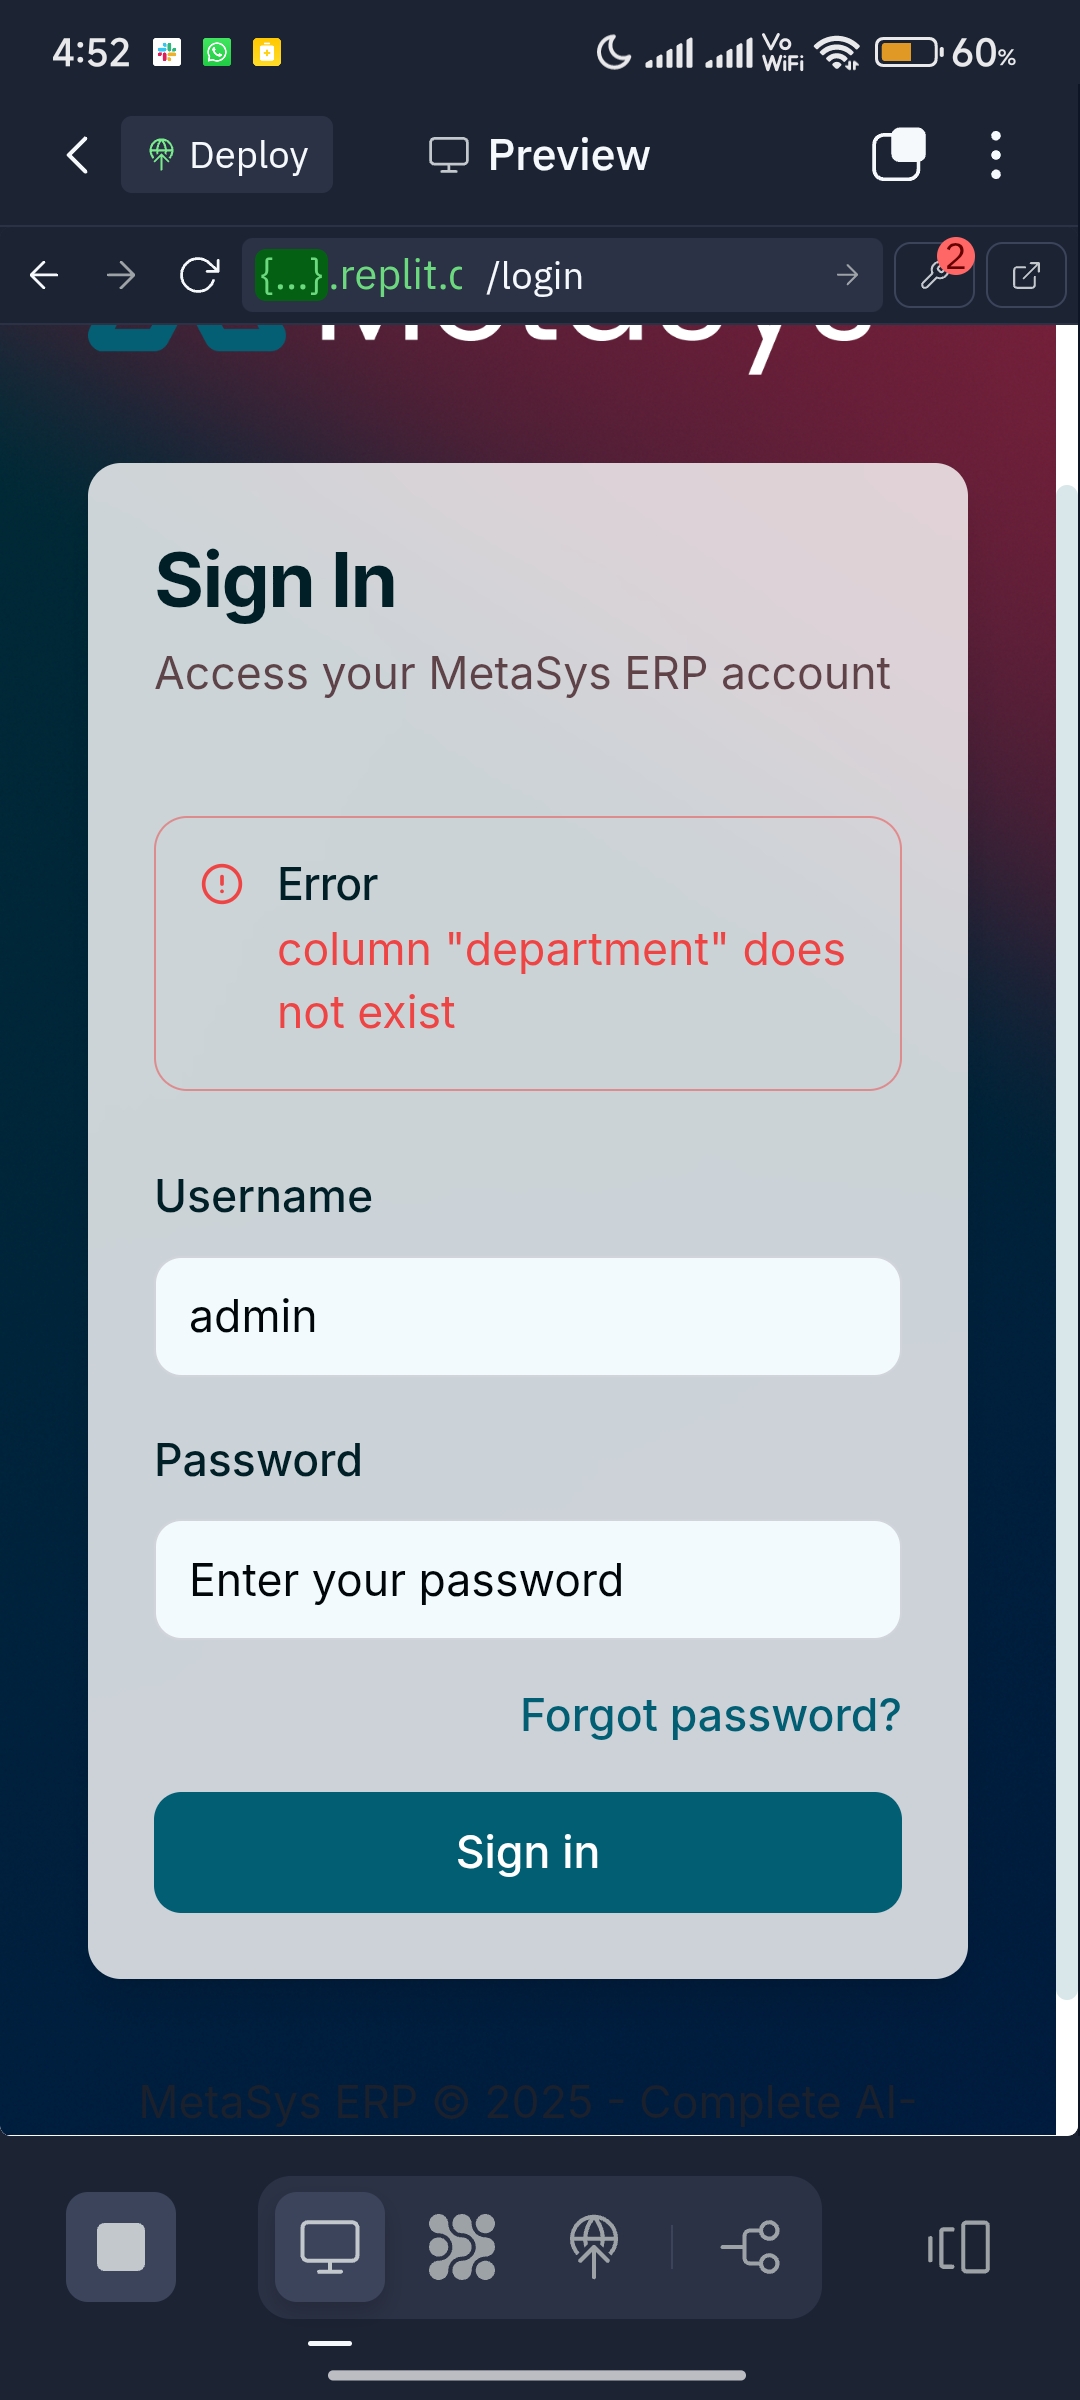 4:52
Vo WiFi
60%
Deploy
Preview
{...}.replit.c /login
2
MetaSys
Sign In
Access your MetaSys ERP account
Error
column "department" does
not exist
Username
admin
Password
Enter your password
Forgot password?
Sign in
MetaSys ERP © 2025 - Complete AI-